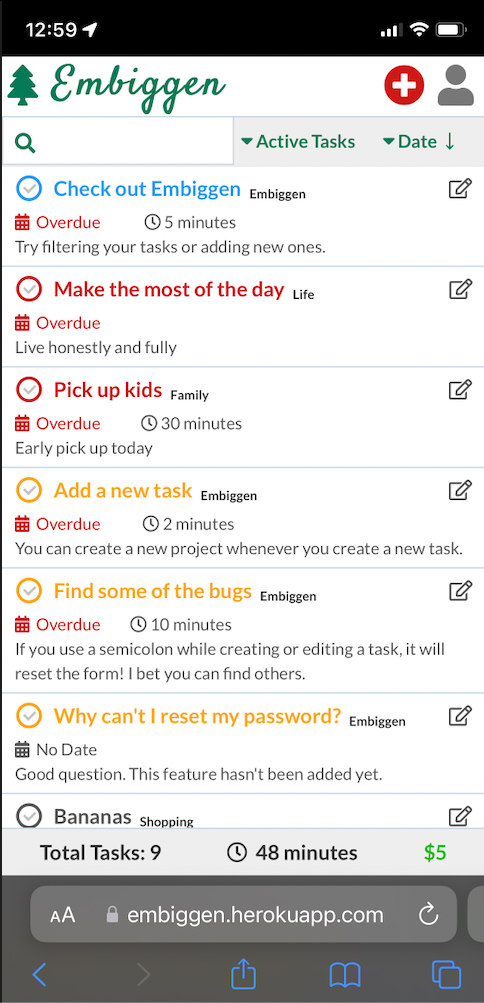 12:59
Embiggen
Active Tasks Date ↓
Check out Embiggen Embiggen
Overdue 5 minutes
Try filtering your tasks or adding new ones.
Make the most of the day Life
Overdue
Live honestly and fully
Pick up kids Family
Overdue 30 minutes
Early pick up today
Add a new task Embiggen
Overdue 2 minutes
You can create a new project whenever you create a new task.
Find some of the bugs Embiggen
Overdue 10 minutes
If you use a semicolon while creating or editing a task, it will
reset the form! I bet you can find others.
Why can't I reset my password? Embiggen
No Date
Good question. This feature hasn't been added yet.
Bananas Shopping
Total Tasks: 9 48 minutes $5
AA embiggen.herokuapp.com